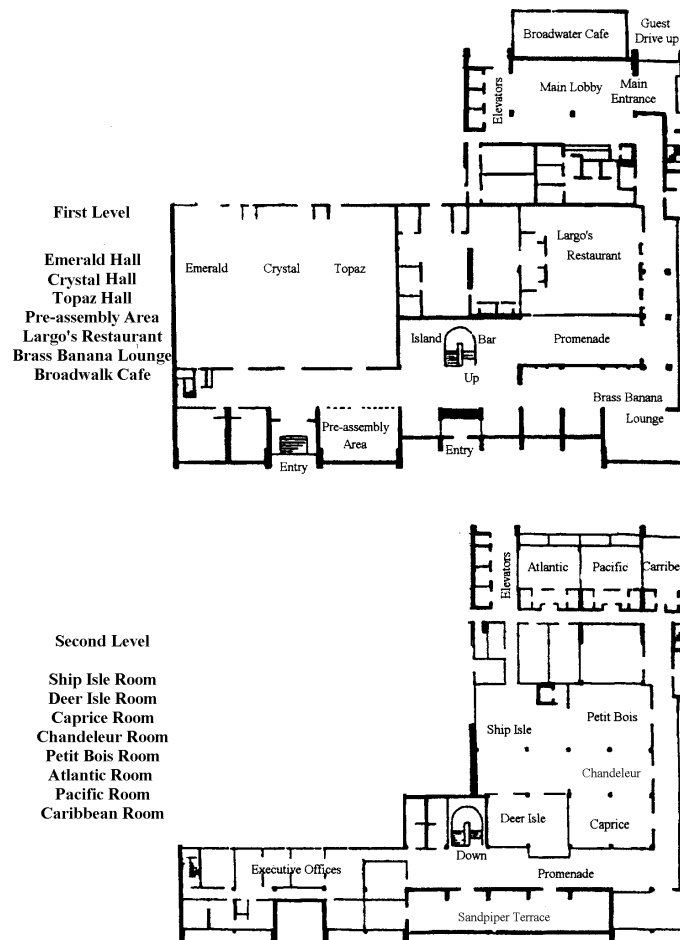 Broadwater Cafe
Guest
Drive up
Elevators
Main Lobby
Main
Entrance
First Level
Emerald Hall
Crystal Hall
Topaz Hall
Pre-assembly Area
Largo's Restaurant
Brass Banana Lounge
Broadwalk Cafe
Emerald
Crystal
Topaz
Largo's
Restaurant
Island
Bar
Promenade
Up
Brass Banana
Lounge
Pre-assembly
Area
Entry
Entry
Elevators
Atlantic
Pacific
Carribe
Second Level
Ship Isle Room
Deer Isle Room
Caprice Room
Chandeleur Room
Petit Bois Room
Atlantic Room
Pacific Room
Caribbean Room
Ship Isle
Petit Bois
Chandeleur
Deer Isle
Caprice
Down
Executive Offices
Promenade
Sandpiper Terrace